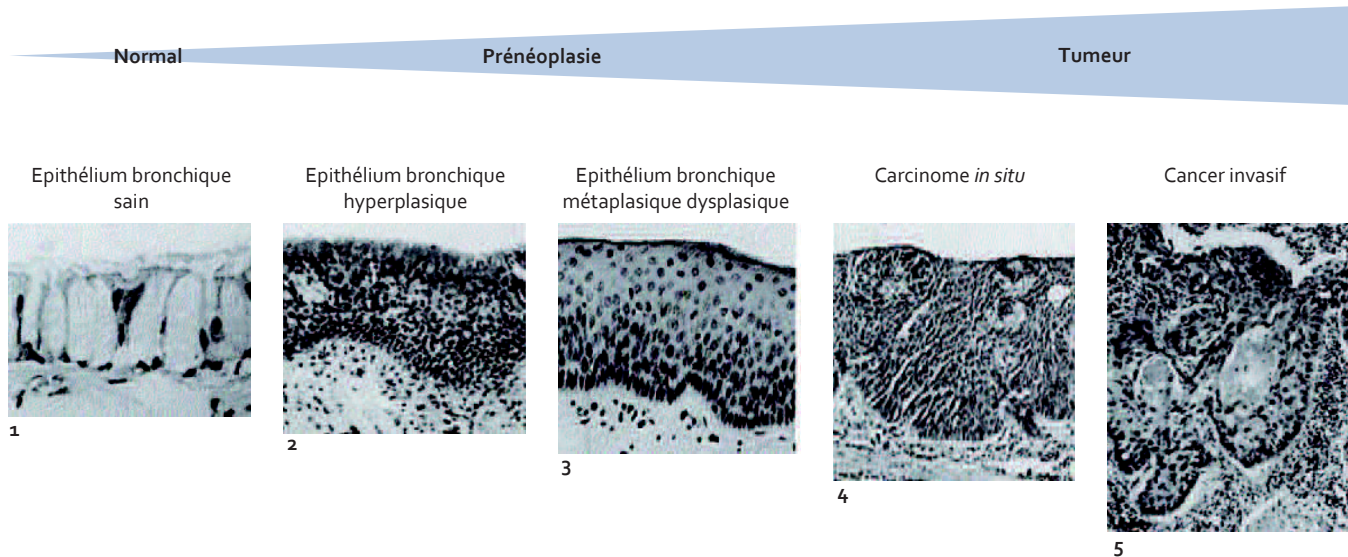 Normal
Prénéoplasie
Tumeur
Epithélium bronchique
sain
Epithélium bronchique
hyperplasique
Epithélium bronchique
métaplasique dysplasique
Carcinome in situ
Cancer invasif
1
2
3
4
5